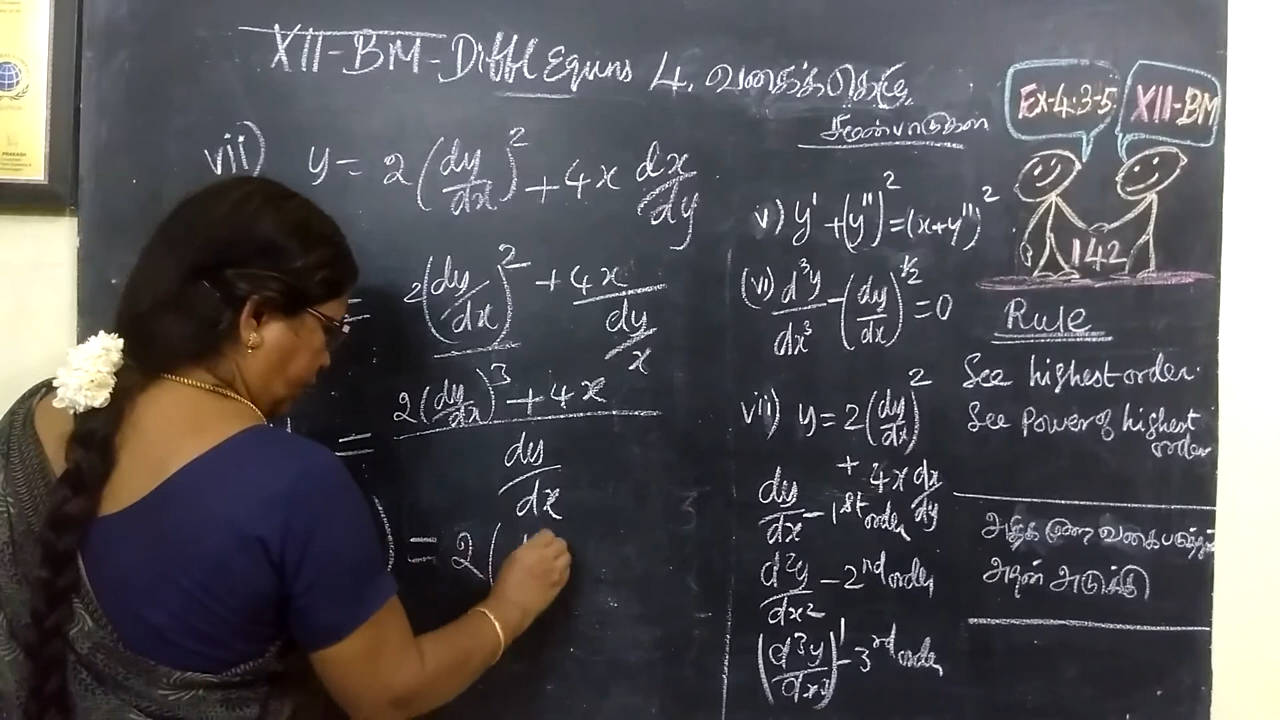 XII-BM-Diffl Equns 4. வகைக்கெழு
சமன்பாடுகள்
vii) y = 2 (dy/dx)² + 4x dx/dy
= 2(dy/dx)² + 4x / dy/x
= 2(dy/dx)³ + 4x / dy/dx
) = 2 (
v) y' + (y'')² = (x+y'')²
(vi) d³y/dx³ - (dy/dx)^1/2 = 0
vii) y = 2 (dy/dx)²
+ 4x dx/dy
dy/dx - 1st order
d²y/dx² - 2nd order
(d³y/dx³)¹ - 3rd order
Ex-4.3-5.
XII-BM
142
Rule
See highest order.
See Power of highest
order
அதன் அடுக்கு